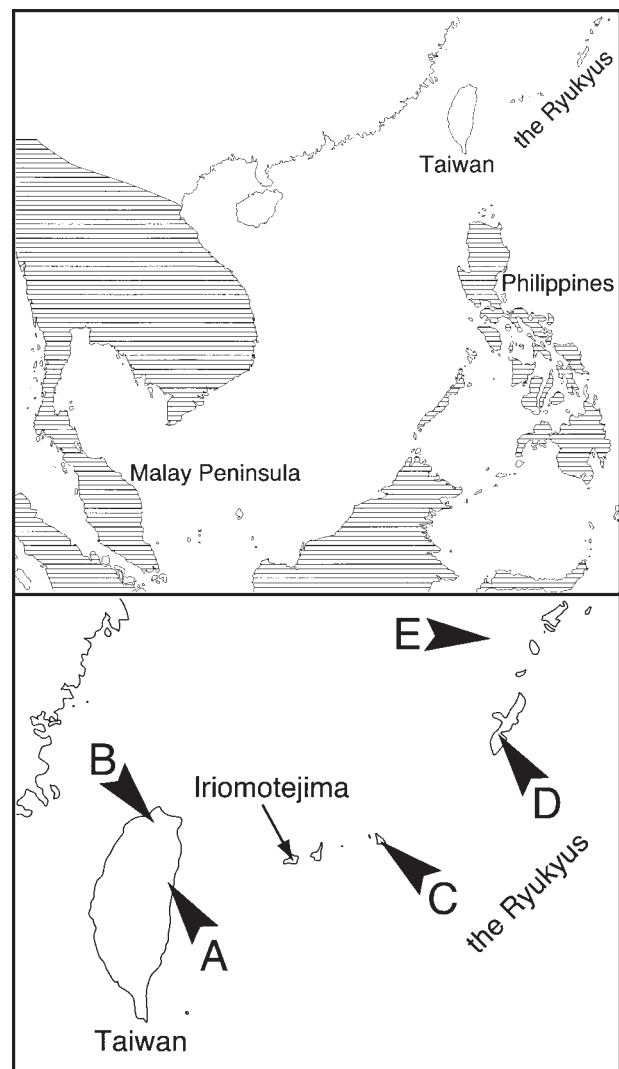 the Ryukyus
Taiwan
Philippines
Malay Peninsula
E
B
Iriomotejima
D
C
the Ryukyus
A
Taiwan